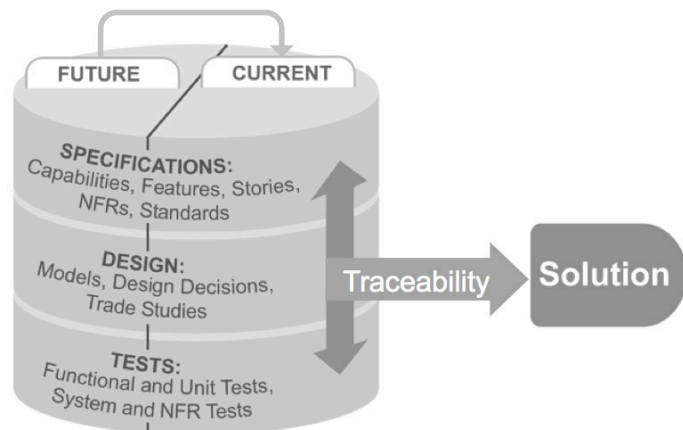 FUTURE
CURRENT
SPECIFICATIONS:
Capabilities, Features, Stories,
NFRs, Standards
DESIGN:
Models, Design Decisions,
Trade Studies
TESTS:
Functional and Unit Tests,
System and NFR Tests
Traceability
Solution